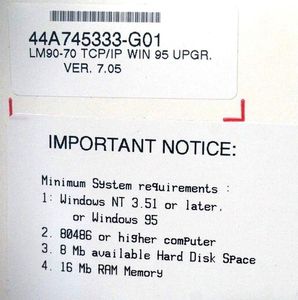 44A745333-G01
LM90-70 TCP/IP WIN 95 UPGR.
VER. 7.05
IMPORTANT NOTICE:
Minimum System requirements :
1: Windows NT 3.51 or later,
or Windows 95
2. 80486 or higher computer
3. 8 Mb available Hard Disk Space
4. 16 Mb RAM Memory